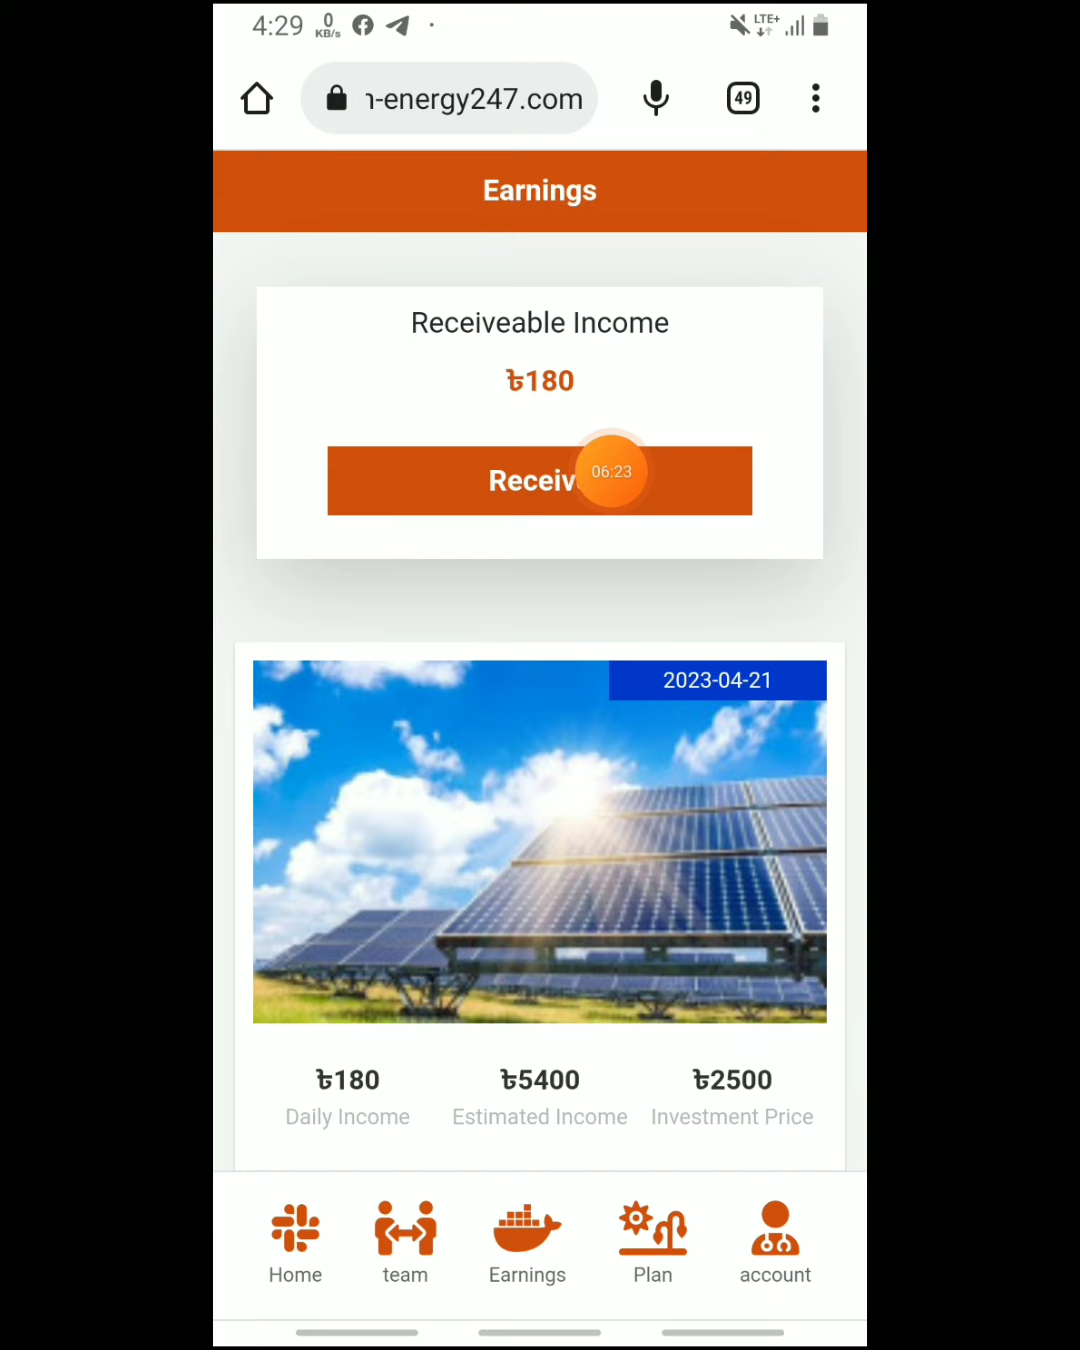 4:29
0
KB/s
LTE+
-energy247.com
49
Earnings
Receiveable Income
৳180
Receiv
06:23
2023-04-21
৳180
৳5400
৳2500
Daily Income
Estimated Income
Investment Price
Home
team
Earnings
Plan
account